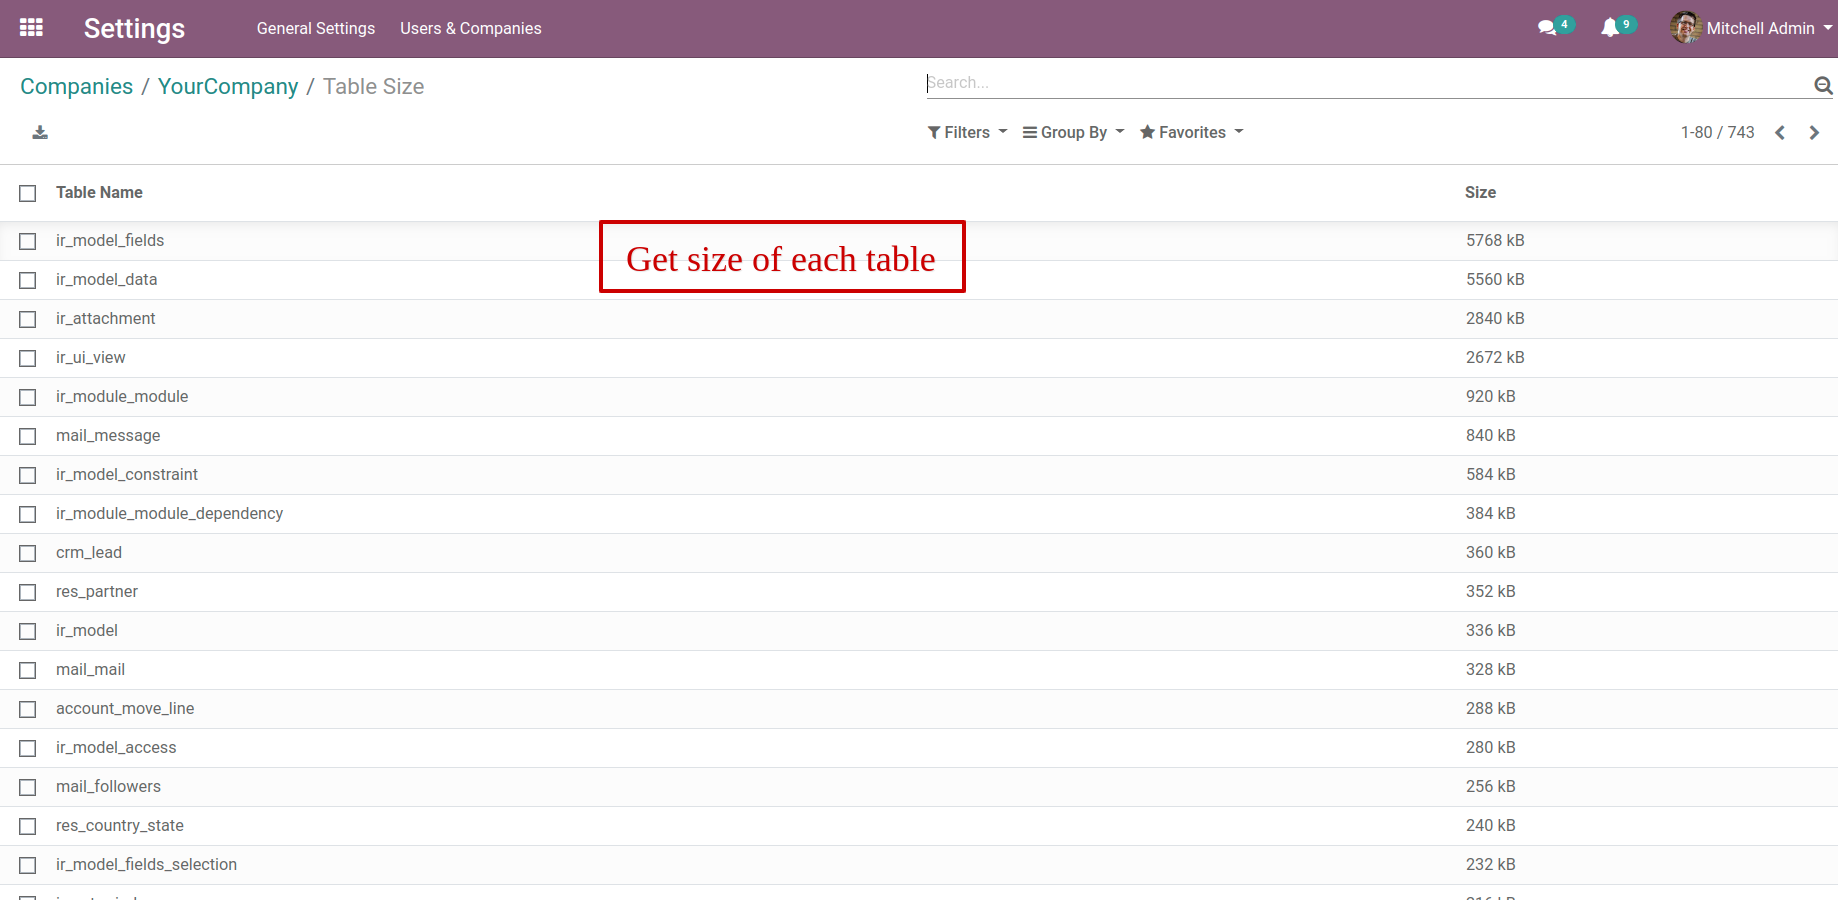 Settings General Settings Users & Companies 4 9 Mitchell Admin
Companies / YourCompany / Table Size Search...
Filters Group By Favorites 1-80 / 743
Table Name Size
ir_model_fields 5768 kB
Get size of each table
ir_model_data 5560 kB
ir_attachment 2840 kB
ir_ui_view 2672 kB
ir_module_module 920 kB
mail_message 840 kB
ir_model_constraint 584 kB
ir_module_module_dependency 384 kB
crm_lead 360 kB
res_partner 352 kB
ir_model 336 kB
mail_mail 328 kB
account_move_line 288 kB
ir_model_access 280 kB
mail_followers 256 kB
res_country_state 240 kB
ir_model_fields_selection 232 kB